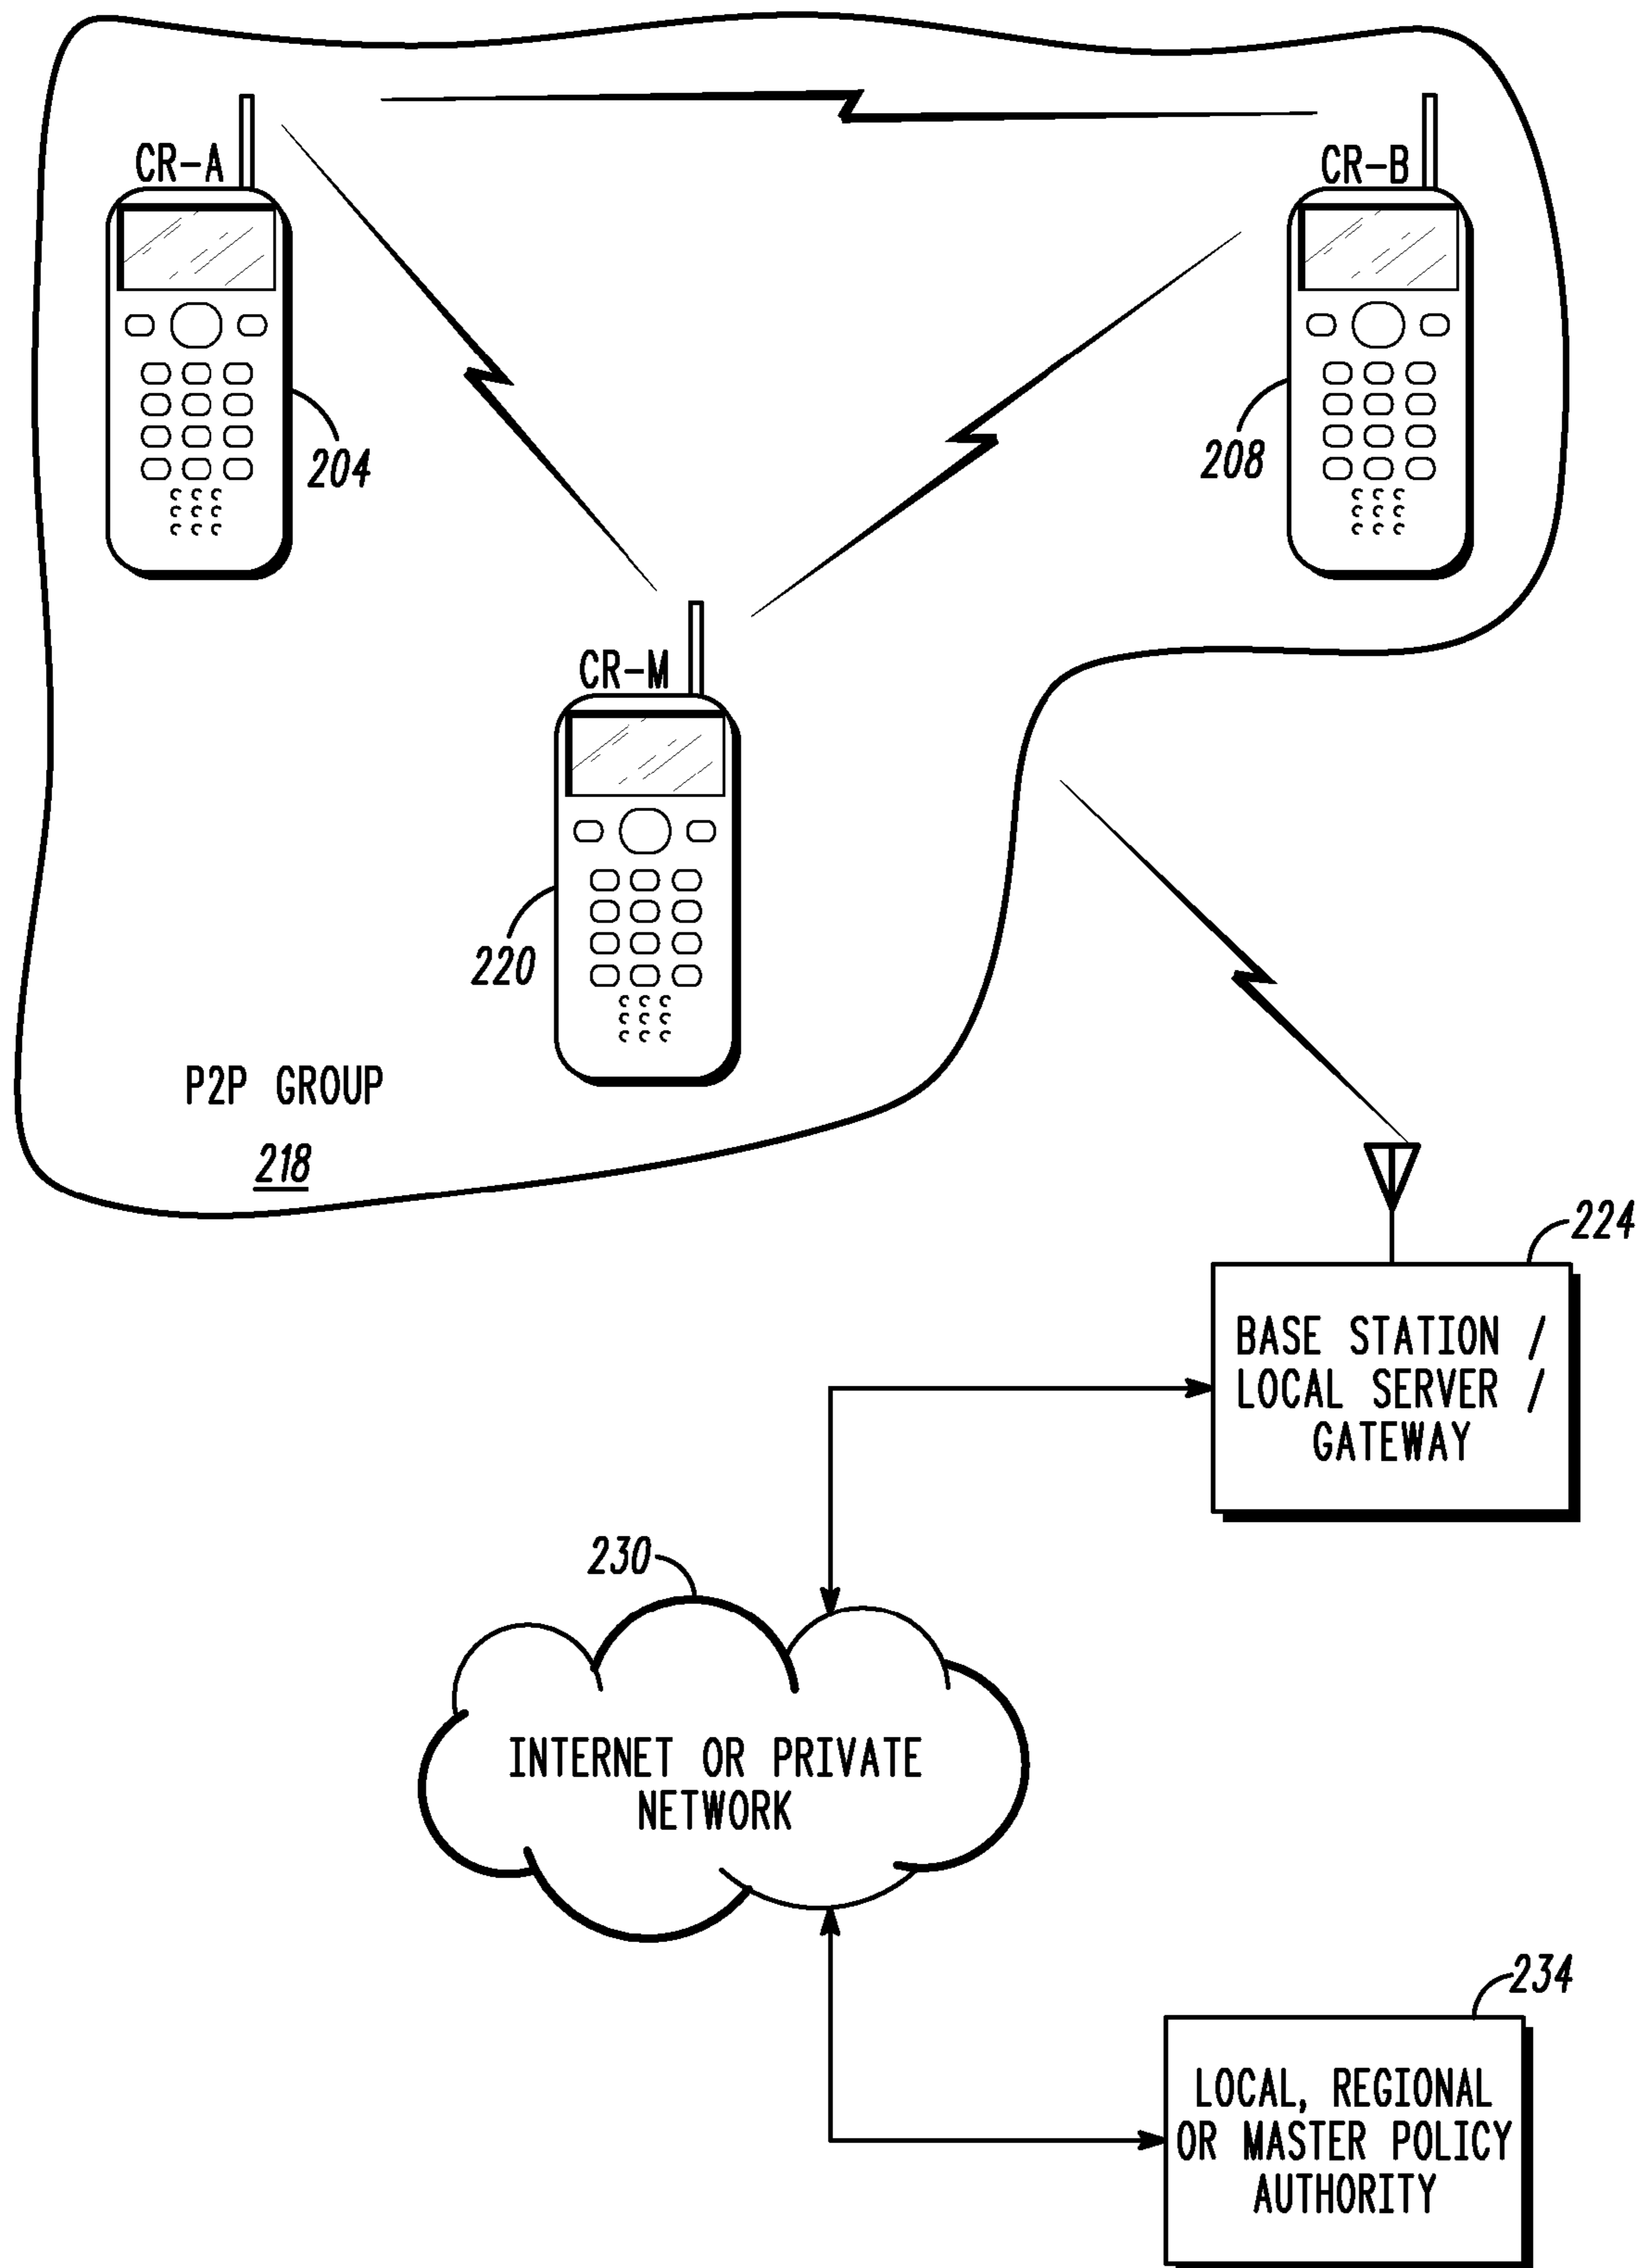 CR-A
CR-B
204
208
CR-M
220
P2P GROUP
218
224
BASE STATION /
LOCAL SERVER /
GATEWAY
230
INTERNET OR PRIVATE
NETWORK
234
LOCAL, REGIONAL
OR MASTER POLICY
AUTHORITY